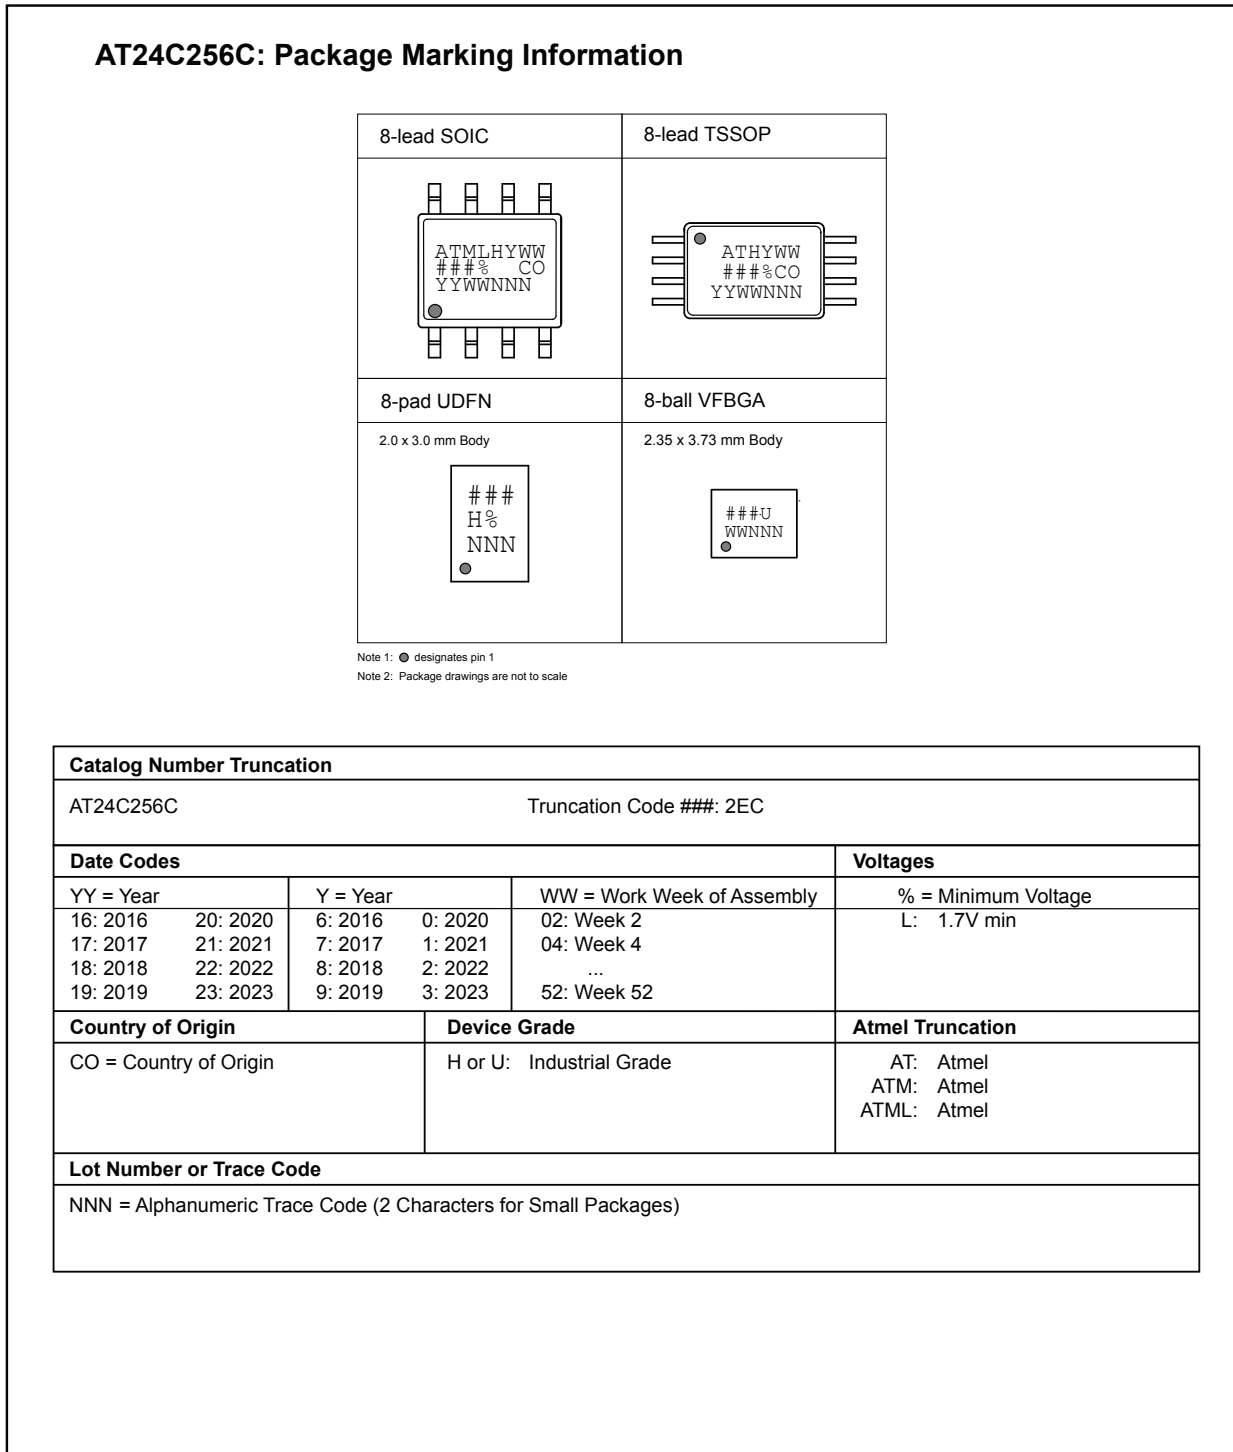 AT24C256C: Package Marking Information
8-lead SOIC
8-lead TSSOP
ATMLHYWW
###% CO
YYWWNNN
ATHYWW
###%CO
YYWWNNN
8-pad UDFN
8-ball VFBGA
2.0 x 3.0 mm Body
2.35 x 3.73 mm Body
###
H%
NNN
###U
WWNNN
Note 1: designates pin 1
Note 2: Package drawings are not to scale
Catalog Number Truncation
AT24C256C Truncation Code ###: 2EC
Date Codes Voltages
YY = Year Y = Year WW = Work Week of Assembly % = Minimum Voltage
16: 2016 20: 2020 6: 2016 0: 2020 02: Week 2 L: 1.7V min
17: 2017 21: 2021 7: 2017 1: 2021 04: Week 4
18: 2018 22: 2022 8: 2018 2: 2022 ...
19: 2019 23: 2023 9: 2019 3: 2023 52: Week 52
Country of Origin Device Grade Atmel Truncation
CO = Country of Origin H or U: Industrial Grade AT: Atmel
ATM: Atmel
ATML: Atmel
Lot Number or Trace Code
NNN = Alphanumeric Trace Code (2 Characters for Small Packages)